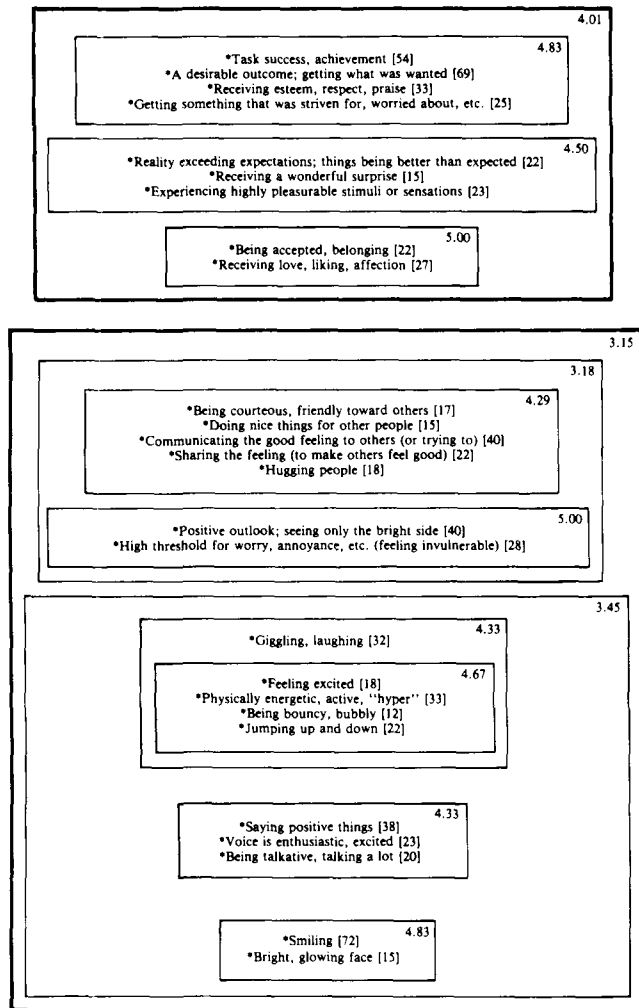 4.01
4.83
*Task success, achievement [54]
*A desirable outcome; getting what was wanted [69]
*Receiving esteem, respect, praise [33]
*Getting something that was striven for, worried about, etc. [25]
4.50
*Reality exceeding expectations; things being better than expected [22]
*Receiving a wonderful surprise [15]
*Experiencing highly pleasurable stimuli or sensations [23]
5.00
*Being accepted, belonging [22]
*Receiving love, liking, affection [27]
3.15
3.18
4.29
*Being courteous, friendly toward others [17]
*Doing nice things for other people [15]
*Communicating the good feeling to others (or trying to) [40]
*Sharing the feeling (to make others feel good) [22]
*Hugging people [18]
5.00
*Positive outlook; seeing only the bright side [40]
*High threshold for worry, annoyance, etc. (feeling invulnerable) [28]
3.45
4.33
*Giggling, laughing [32]
4.67
*Feeling excited [18]
*Physically energetic, active, "hyper" [33]
*Being bouncy, bubbly [12]
*Jumping up and down [22]
4.33
*Saying positive things [38]
*Voice is enthusiastic, excited [23]
*Being talkative, talking a lot [20]
4.83
*Smiling [72]
*Bright, glowing face [15]